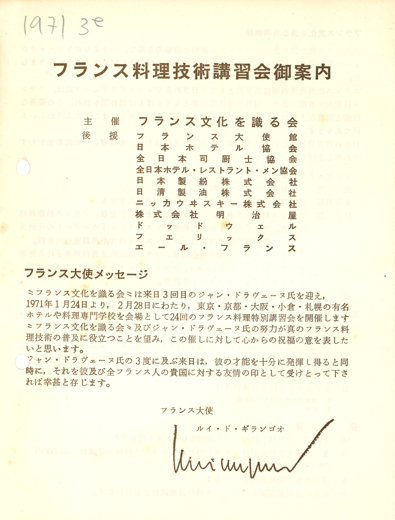 1971 3e
フランス料理技術講習会御案内
主催 フランス文化を識る会
後援 フランス大使館
日本ホテル協会
全日本司厨士協会
全日本ホテル・レストラント・メン協会
日本製粉株式会社
日清製油株式会社
ニッカウヰスキー株式会社
株式会社明治屋
ドッドウェル
フェリックス
エール・フランス
フランス大使メッセージ
〝フランス文化を識る会〟は来日3回目のジャン・ドラヴェーヌ氏を迎え,
1971年1月24日より, 2月28日にわたり, 東京・京都・大阪・小倉・札幌の有名
ホテルや料理専門学校を会場として24回のフランス料理特別講習会を開催します
〝フランス文化を識る会〟及びジャン・ドラヴェーヌ氏の努力が真のフランス料
理技術の普及に役立つことを望み, この催しに対して心からの祝福の意を表した
いと思います。
ジャン・ドラヴェーヌ氏の3度に及ぶ来日は, 彼の才能を十分に発揮し得ると同
時に, それを彼及び全フランス人の貴国に対する友情の印として受けとって下さ
れば幸甚と存じます。
フランス大使
ルイ・ド・ギランゴオ